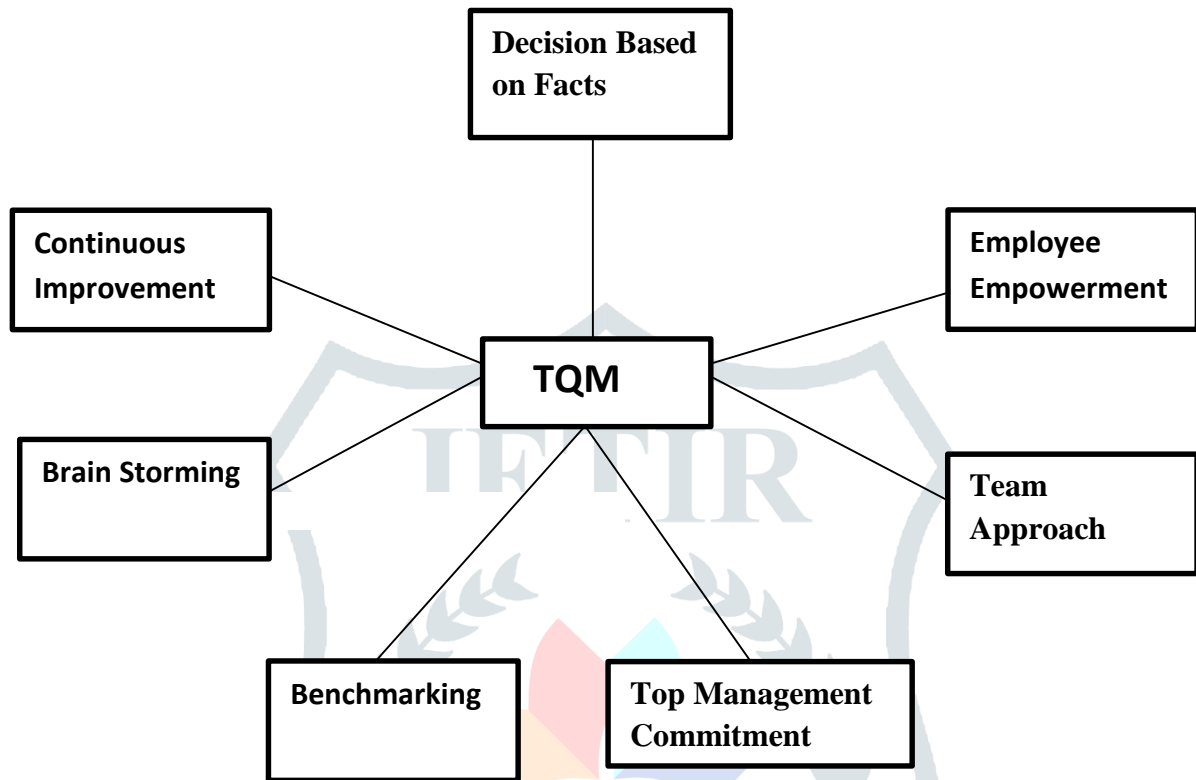 Decision Based
on Facts
Continuous
Improvement
Employee
Empowerment
TQM
Brain Storming
Team
Approach
Benchmarking
Top Management
Commitment